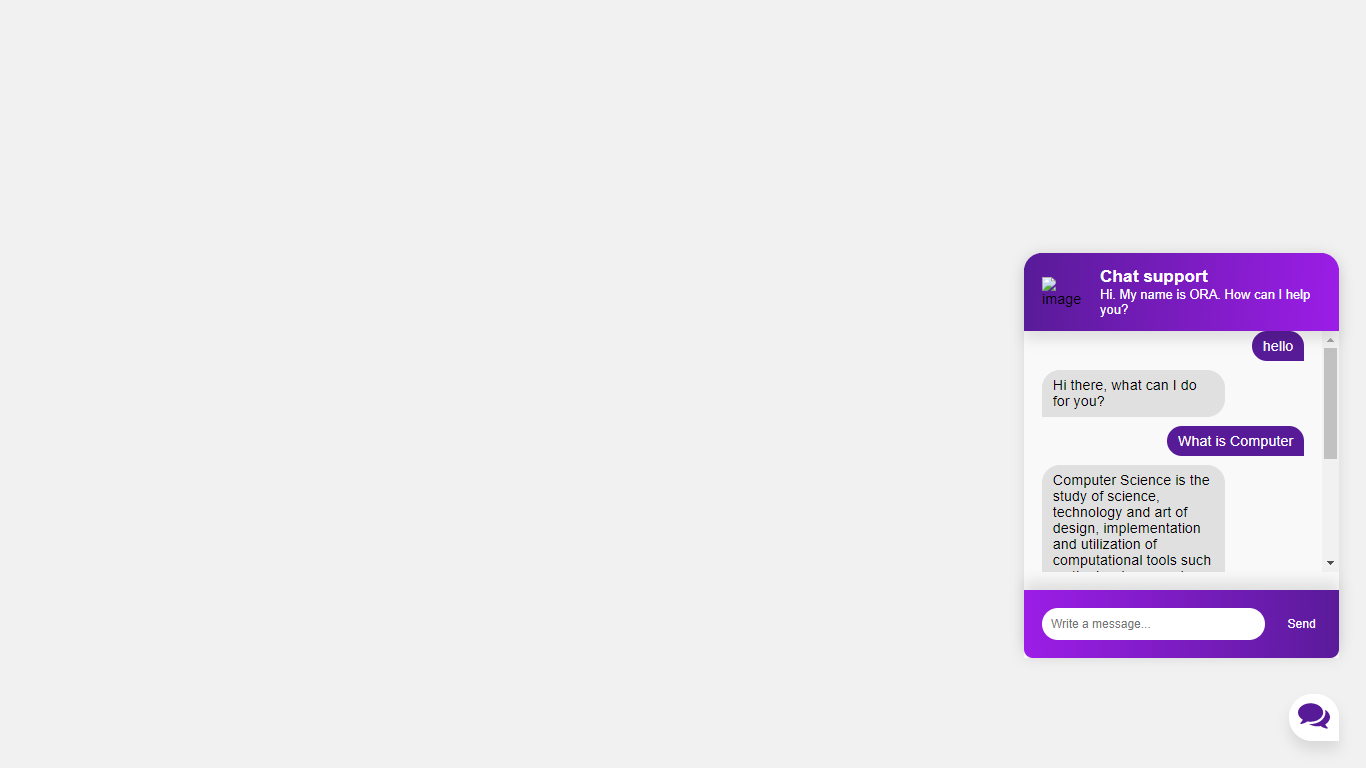 Chat support
Hi. My name is ORA. How can I help
you?
image
hello
Hi there, what can I do
for you?
What is Computer
Computer Science is the
study of science,
technology and art of
design, implementation
and utilization of
computational tools such
Write a message...
Send